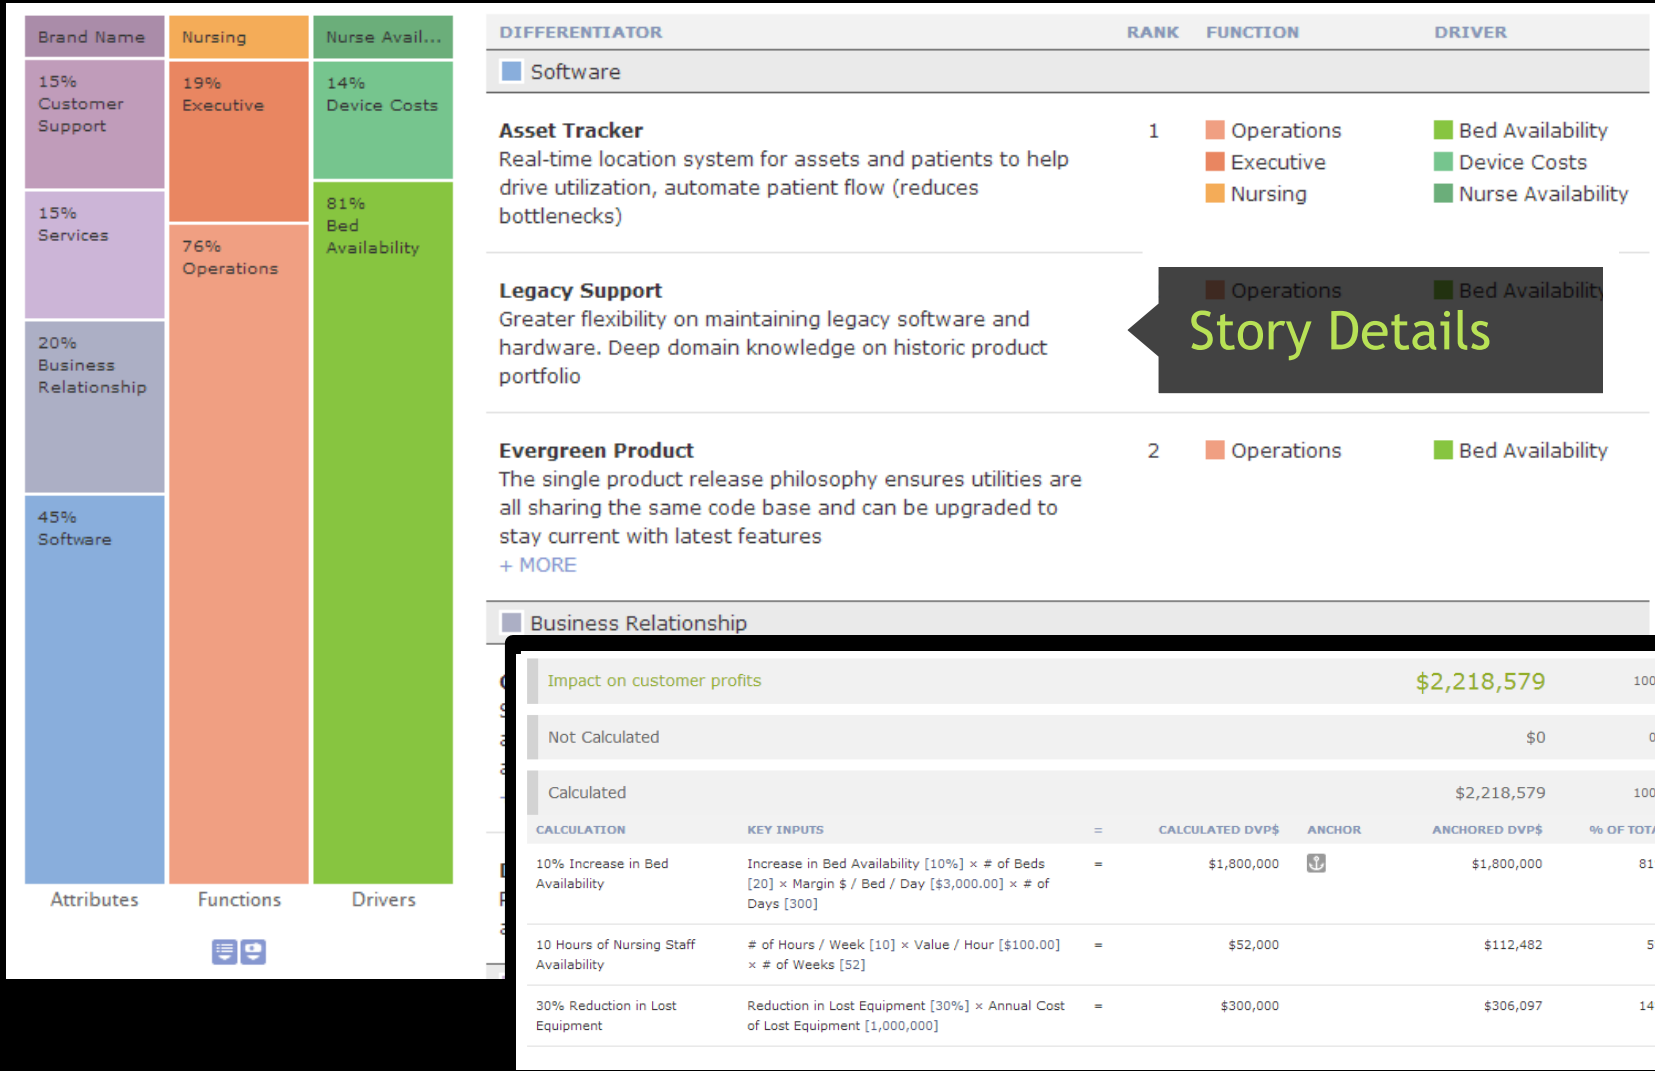 Brand Name
15%
Customer
Support
15%
Services
20%
Business
Relationship
45%
Software
Attributes
Nursing
19%
Executive
76%
Operations
Functions
Nurse Avail...
14%
Device Costs
81%
Bed
Availability
Drivers
DIFFERENTIATOR RANK FUNCTION DRIVER
Software
Asset Tracker 1 Operations Bed Availability
Real-time location system for assets and patients to help
drive utilization, automate patient flow (reduces
bottlenecks)
Executive Device Costs
Nursing Nurse Availability
Legacy Support Operations Bed Availability
Greater flexibility on maintaining legacy software and
hardware. Deep domain knowledge on historic product
portfolio
Story Details
Evergreen Product 2 Operations Bed Availability
The single product release philosophy ensures utilities are
all sharing the same code base and can be upgraded to
stay current with latest features
+ MORE
Business Relationship
Impact on customer profits $2,218,579 100
Not Calculated $0 0
Calculated $2,218,579 100
CALCULATION KEY INPUTS = CALCULATED DVP$ ANCHOR ANCHORED DVP$ % OF TOTA
10% Increase in Bed
Availability
Increase in Bed Availability [10%] × # of Beds
[20] × Margin $ / Bed / Day [$3,000.00] × # of
Days [300]
= $1,800,000 $1,800,000 81
10 Hours of Nursing Staff
Availability
# of Hours / Week [10] × Value / Hour [$100.00]
× # of Weeks [52]
= $52,000 $112,482 5
30% Reduction in Lost
Equipment
Reduction in Lost Equipment [30%] × Annual Cost
of Lost Equipment [1,000,000]
= $300,000 $306,097 14